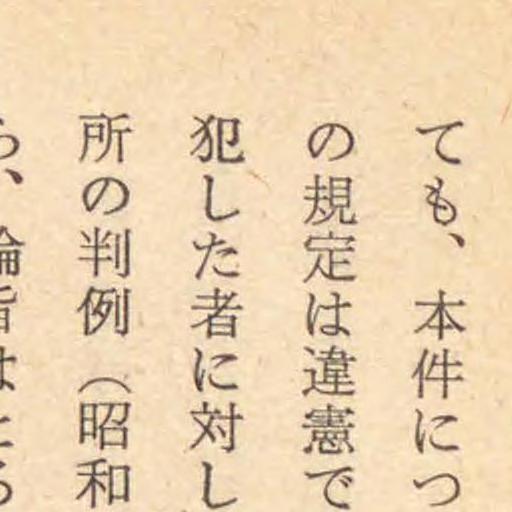 ても、本件につ
の規定は違憲で
犯した者に対し
所の判例（昭和
ら、論旨はとる